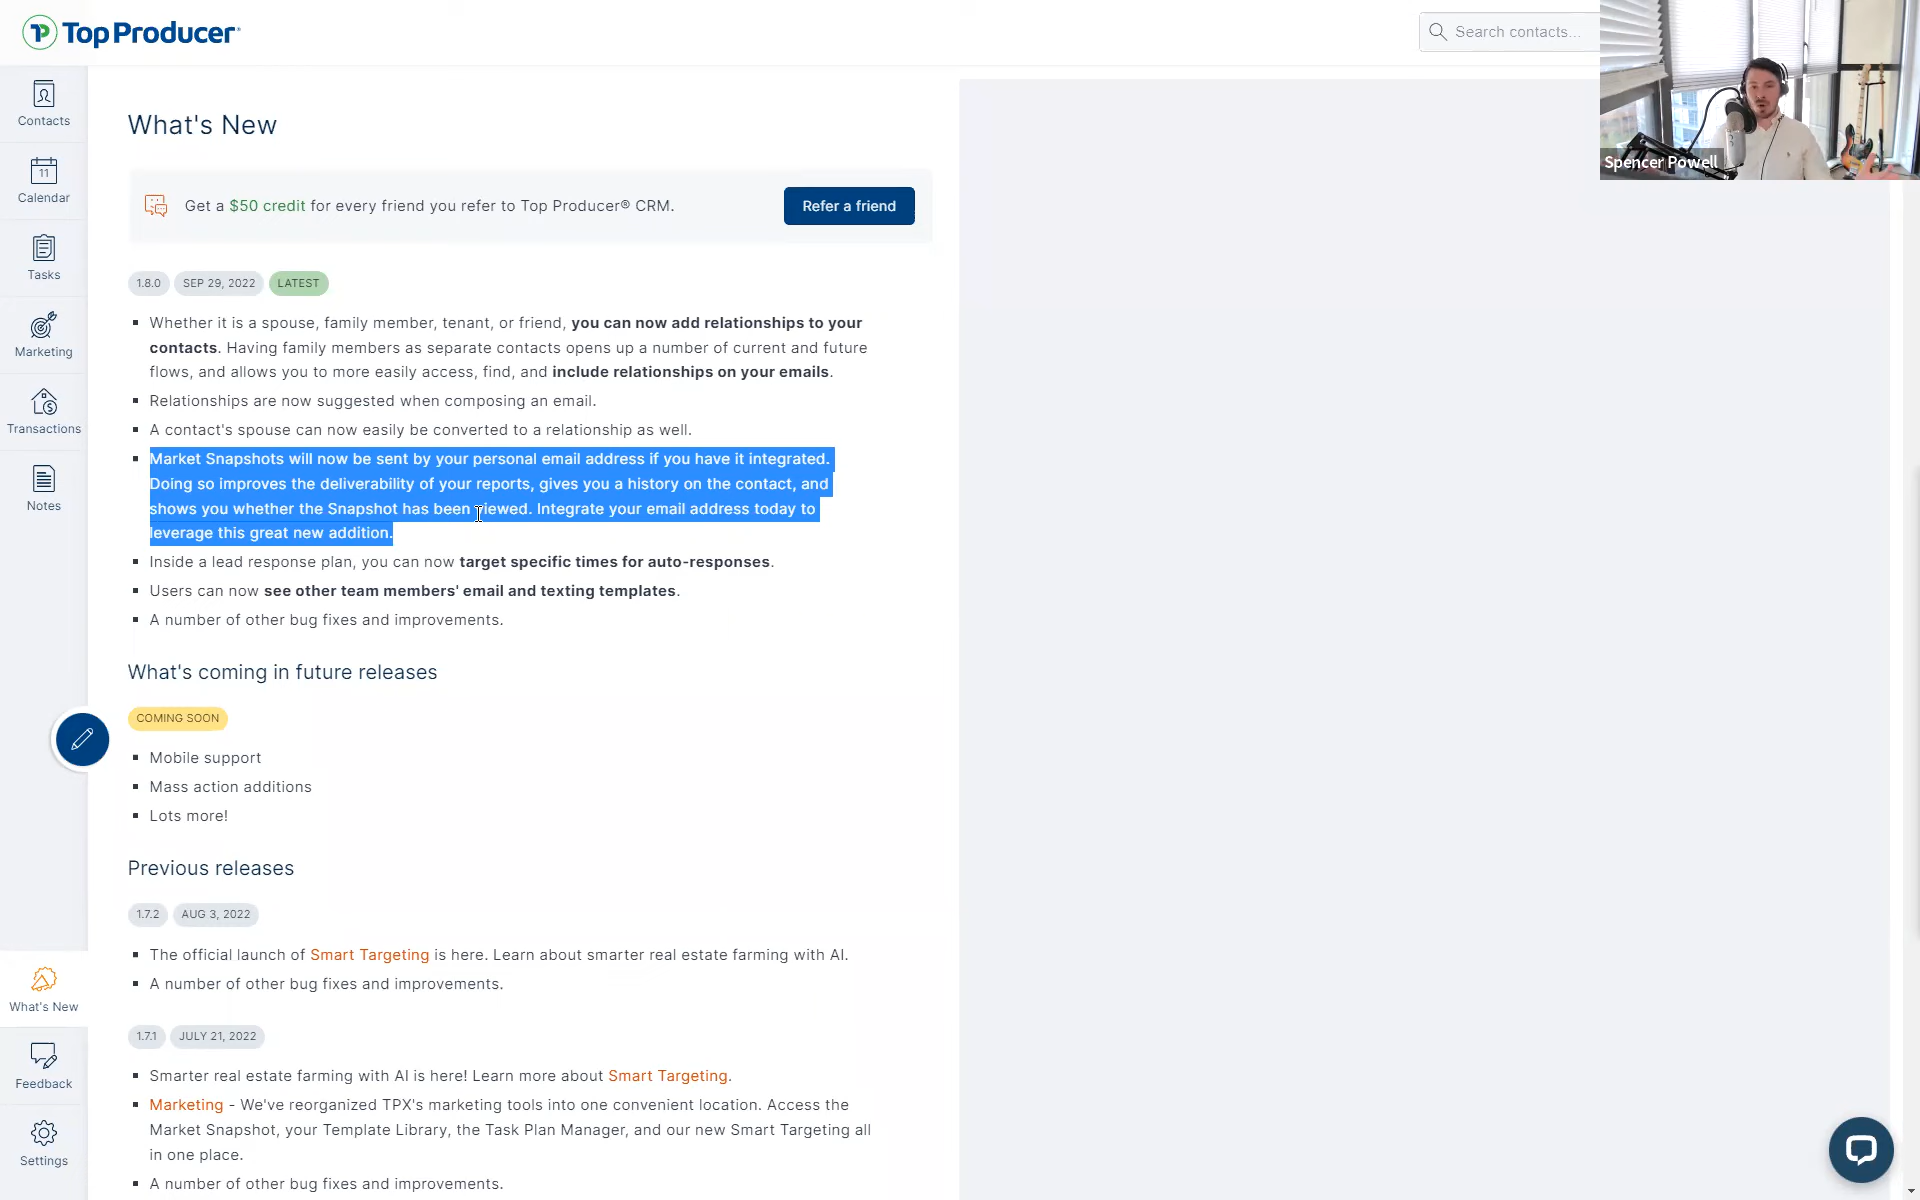 Top Producer®
Search contacts...
Spencer Powell
Contacts
11
Calendar
Tasks
Marketing
Transactions
Notes
What's New
Feedback
Settings
What's New
Get a $50 credit for every friend you refer to Top Producer® CRM.
Refer a friend
1.8.0 SEP 29, 2022 LATEST
Whether it is a spouse, family member, tenant, or friend, you can now add relationships to your
contacts. Having family members as separate contacts opens up a number of current and future
flows, and allows you to more easily access, find, and include relationships on your emails.
Relationships are now suggested when composing an email.
A contact's spouse can now easily be converted to a relationship as well.
Market Snapshots will now be sent by your personal email address if you have it integrated.
Doing so improves the deliverability of your reports, gives you a history on the contact, and
shows you whether the Snapshot has been viewed. Integrate your email address today to
leverage this great new addition.
Inside a lead response plan, you can now target specific times for auto-responses.
Users can now see other team members' email and texting templates.
A number of other bug fixes and improvements.
What's coming in future releases
COMING SOON
Mobile support
Mass action additions
Lots more!
Previous releases
1.7.2 AUG 3, 2022
The official launch of Smart Targeting is here. Learn about smarter real estate farming with AI.
A number of other bug fixes and improvements.
1.7.1 JULY 21, 2022
Smarter real estate farming with AI is here! Learn more about Smart Targeting.
Marketing - We've reorganized TPX's marketing tools into one convenient location. Access the
Market Snapshot, your Template Library, the Task Plan Manager, and our new Smart Targeting all
in one place.
A number of other bug fixes and improvements.